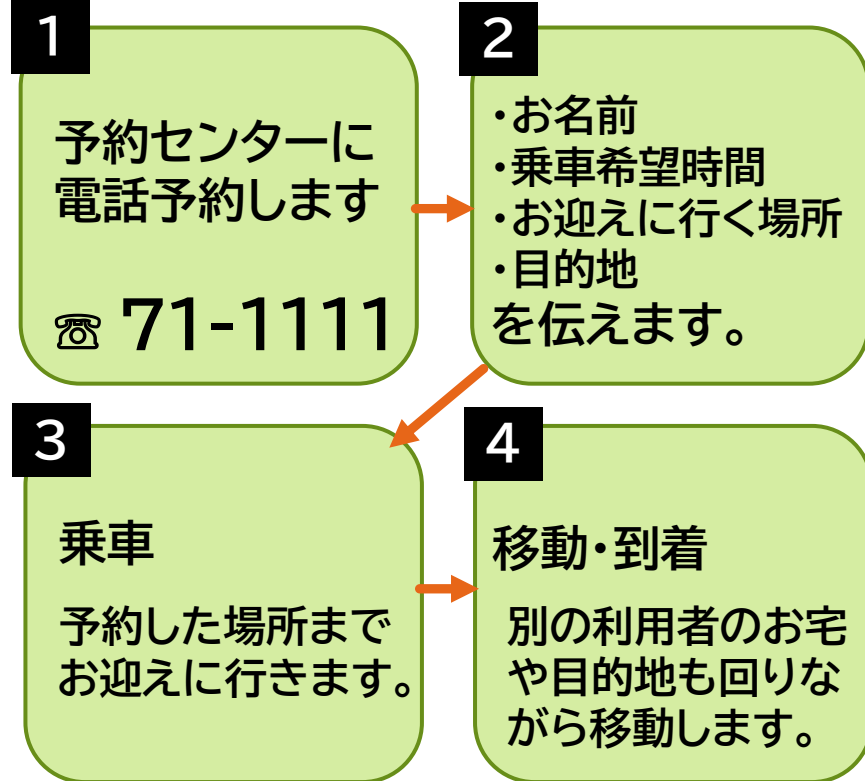 1
予約センターに
電話予約します
☎ 71-1111
2
・お名前
・乗車希望時間
・お迎えに行く場所
・目的地
を伝えます。
3
乗車
予約した場所まで
お迎えに行きます。
4
移動・到着
別の利用者のお宅
や目的地も回りな
がら移動します。